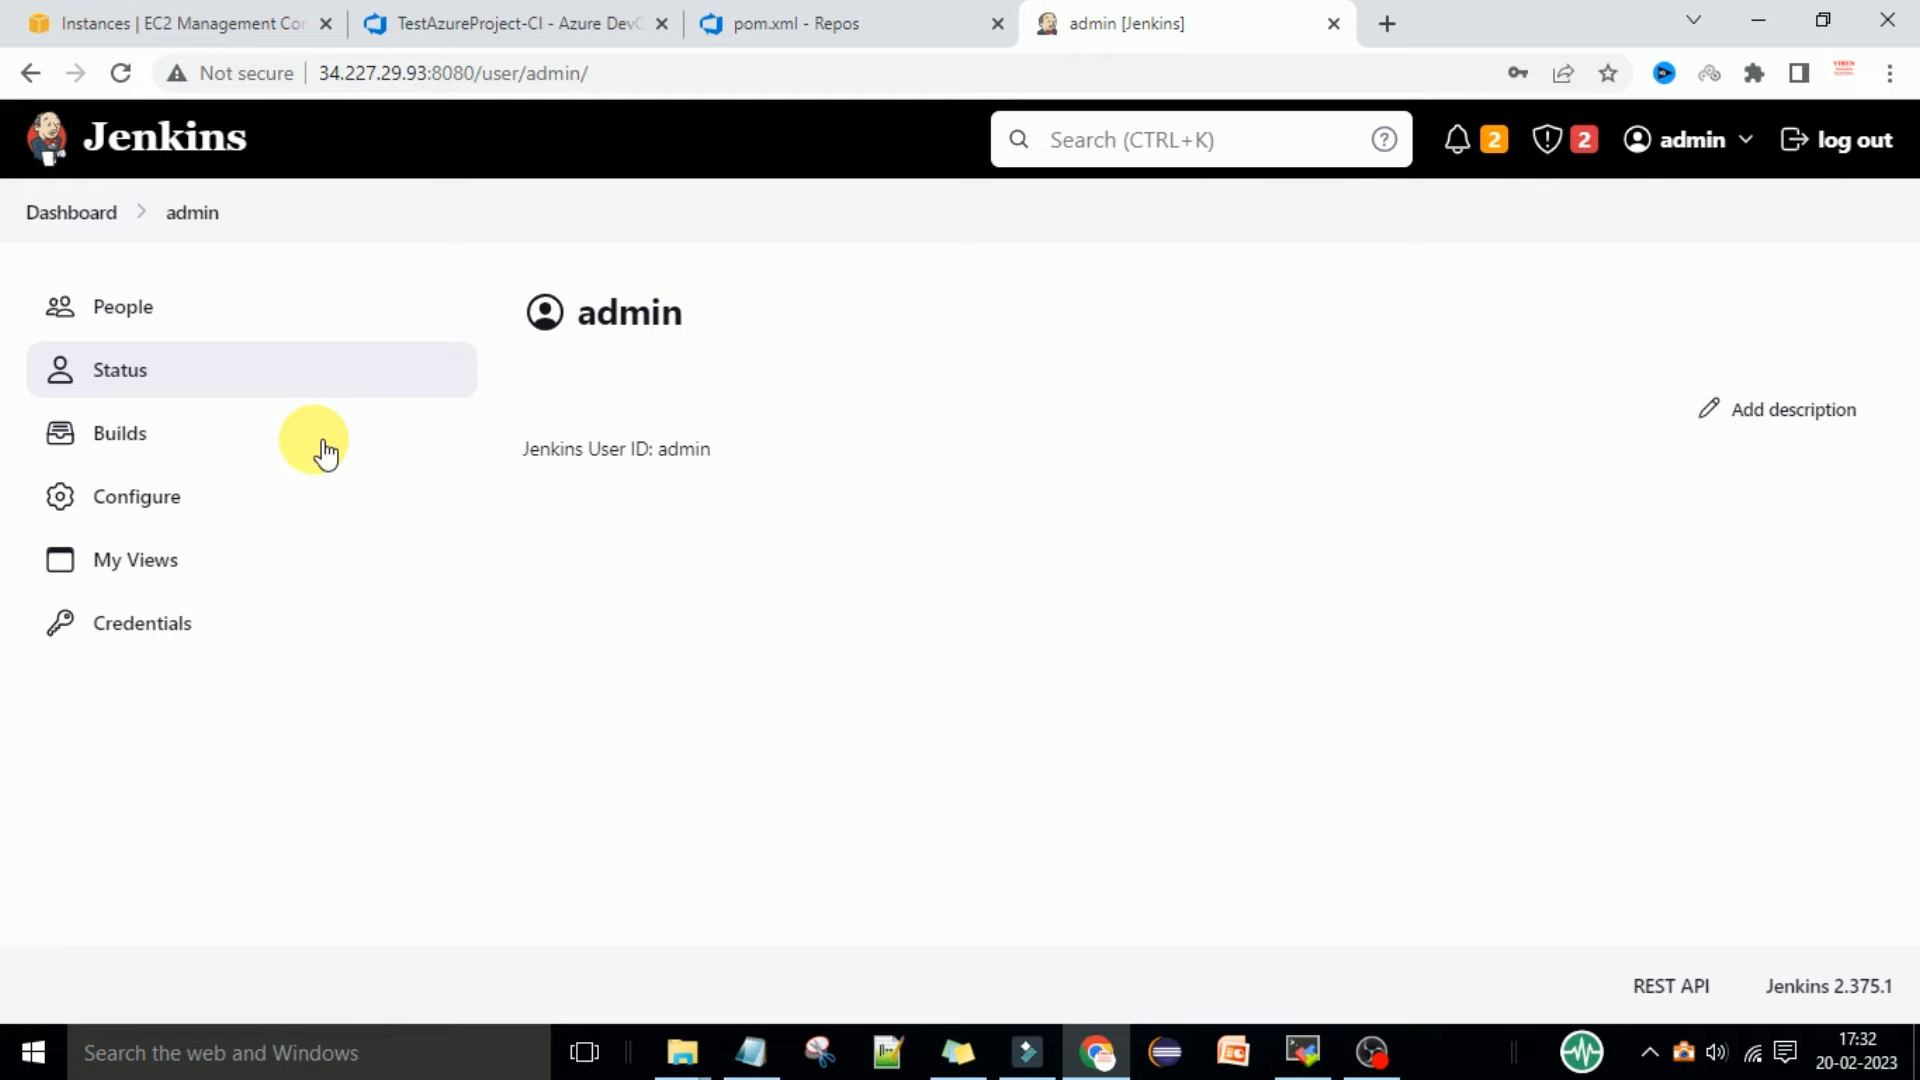 Instances | EC2 Management Con
TestAzureProject-CI - Azure DevO
pom.xml - Repos
admin [Jenkins]
Not secure
34.227.29.93:8080/user/admin/
VIREN
Jenkins
Search (CTRL+K)
2
2
admin
log out
Dashboard
admin
People
Status
Builds
Configure
My Views
Credentials
admin
Add description
Jenkins User ID: admin
REST API
Jenkins 2.375.1
Search the web and Windows
17:32
20-02-2023